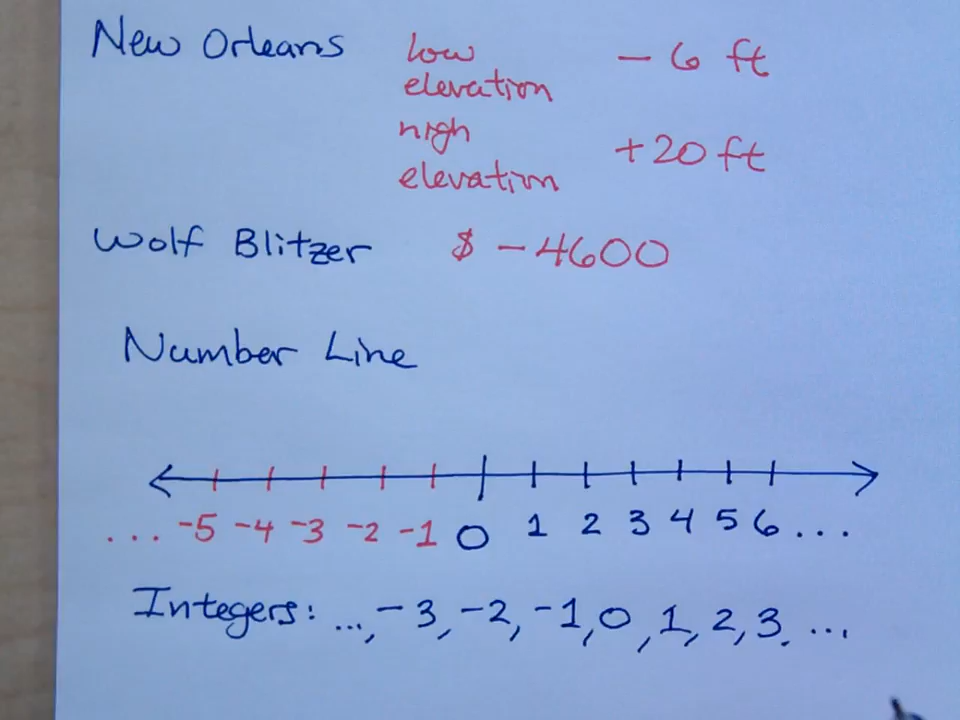 New Orleans low elevation - 6 ft
high elevation +20 ft
Wolf Blitzer $ -4600
Number Line
... -5 -4 -3 -2 -1 0 1 2 3 4 5 6 ...
Integers: ..., -3, -2, -1, 0, 1, 2, 3, ...